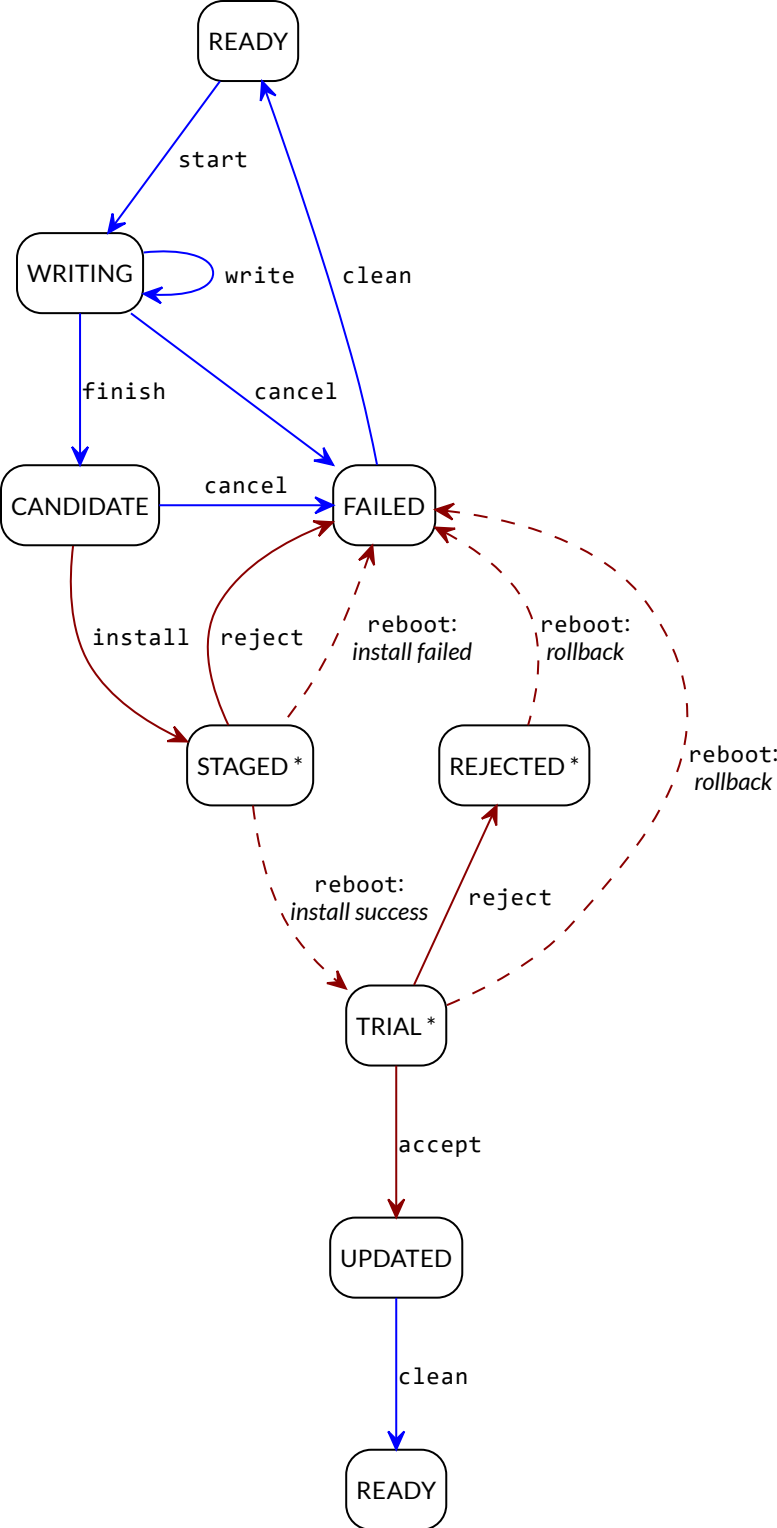 READY
start
WRITING
write
clean
finish
cancel
CANDIDATE
cancel
FAILED
install
reject
reboot:
install failed
reboot:
rollback
STAGED *
REJECTED *
reboot:
rollback
reboot:
install success
reject
TRIAL *
accept
UPDATED
clean
READY